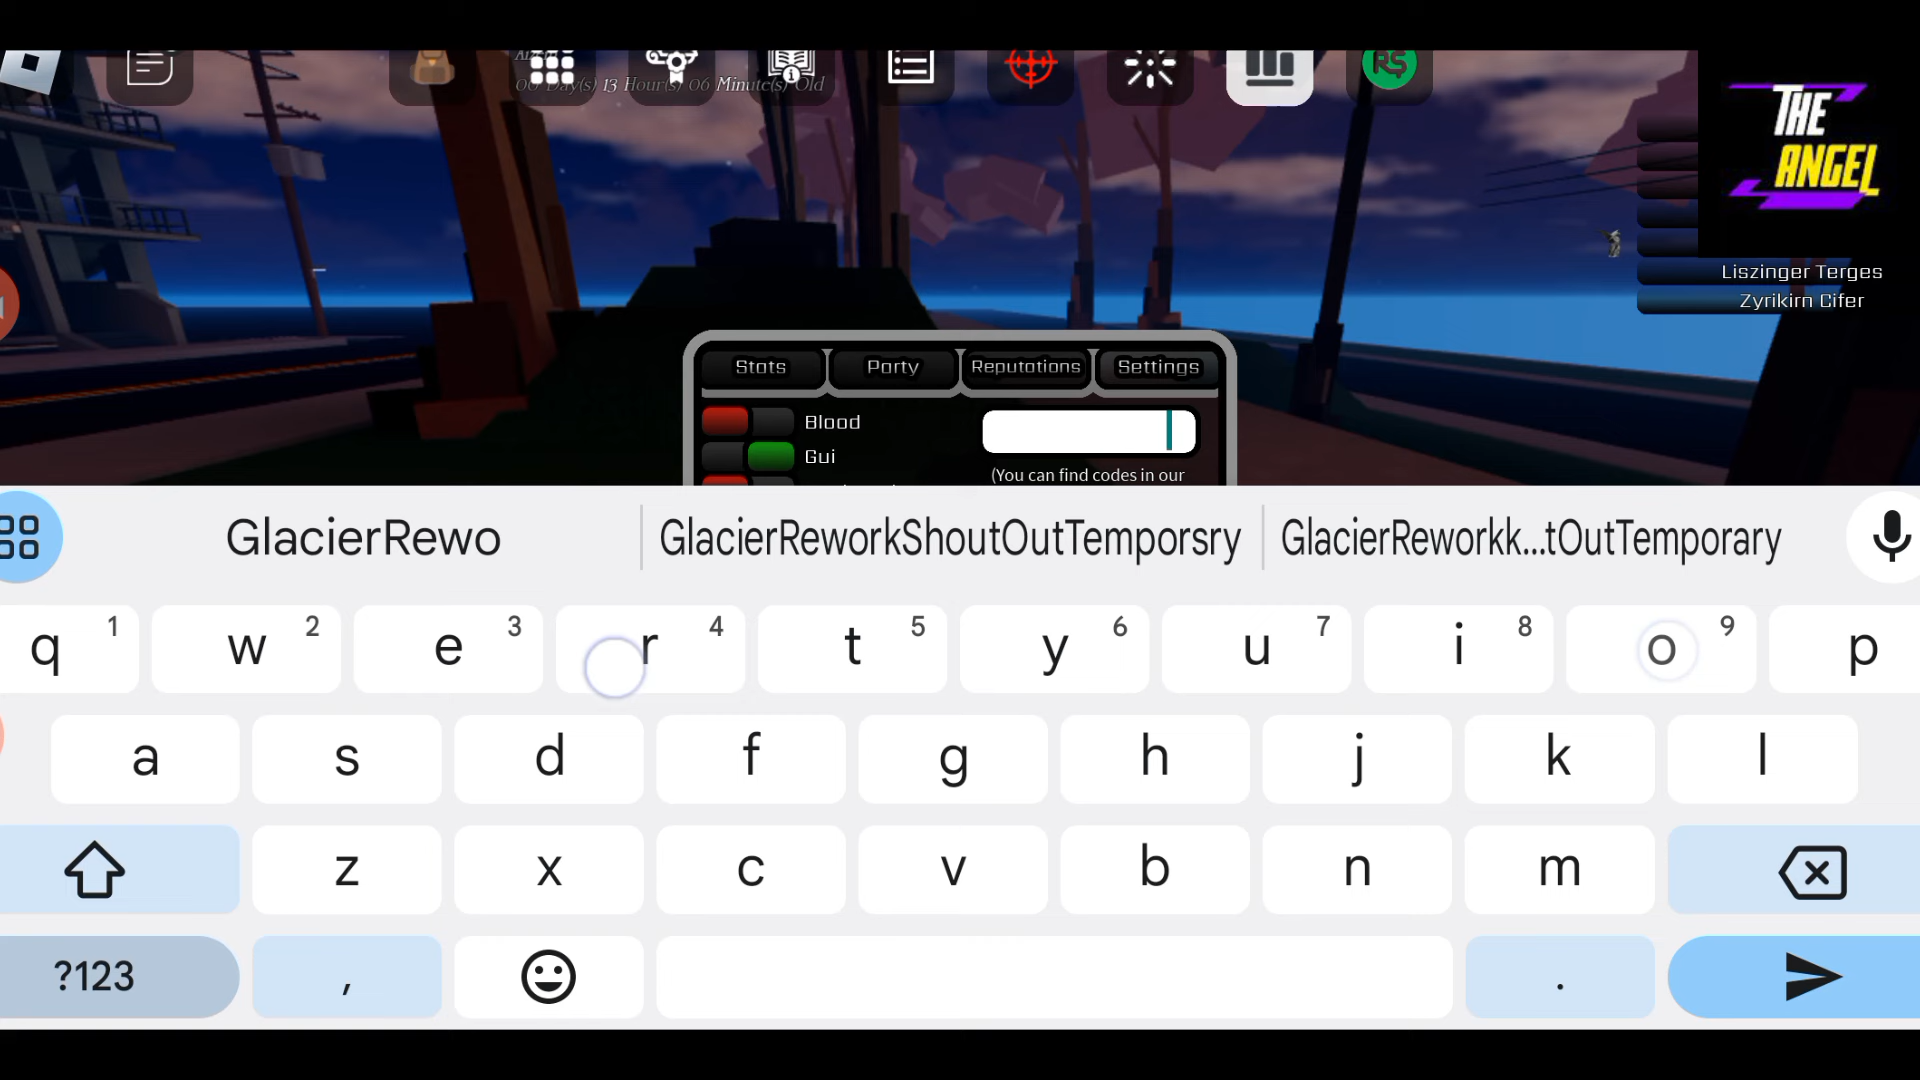 00 Day(s) 13 Hour(s) 06 Minute(s) Old
RS
THE
ANGEL
Liszinger Terges
Zyrikirn Cifer
Stats
Party
Reputations
Settings
Blood
Gui
(You can find codes in our
GlacierRewo
GlacierReworkShoutOutTemporsry
GlacierReworkk...tOutTemporary
q 1 w 2 e 3 r 4 t 5 y 6 u 7 i 8 o 9 p
a s d f g h j k l
z x c v b n m
?123 , .